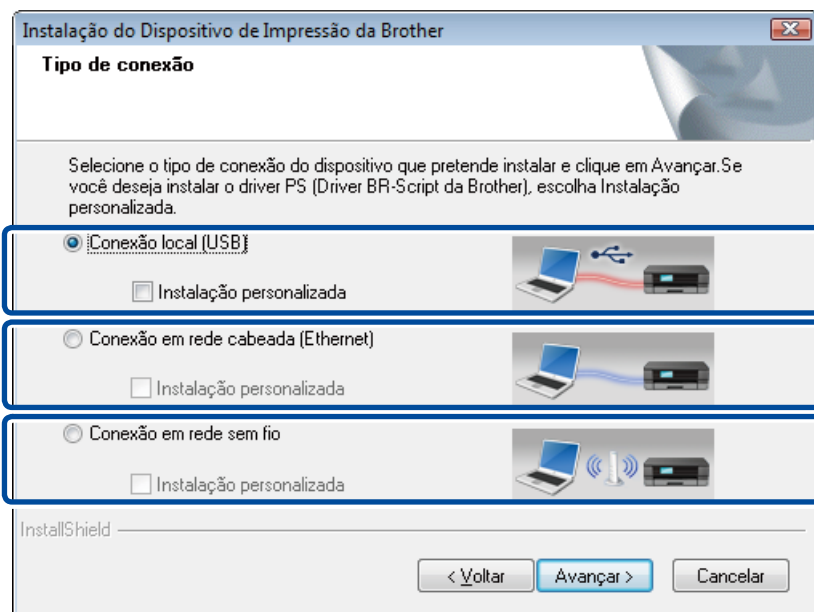 Instalação do Dispositivo de Impressão da Brother
Tipo de conexão
Selecione o tipo de conexão do dispositivo que pretende instalar e clique em Avançar.Se
você deseja instalar o driver PS (Driver BR-Script da Brother), escolha Instalação
personalizada.
Conexão local (USB)
Instalação personalizada
Conexão em rede cabeada (Ethernet)
Instalação personalizada
Conexão em rede sem fio
Instalação personalizada
InstallShield
< Voltar Avançar > Cancelar